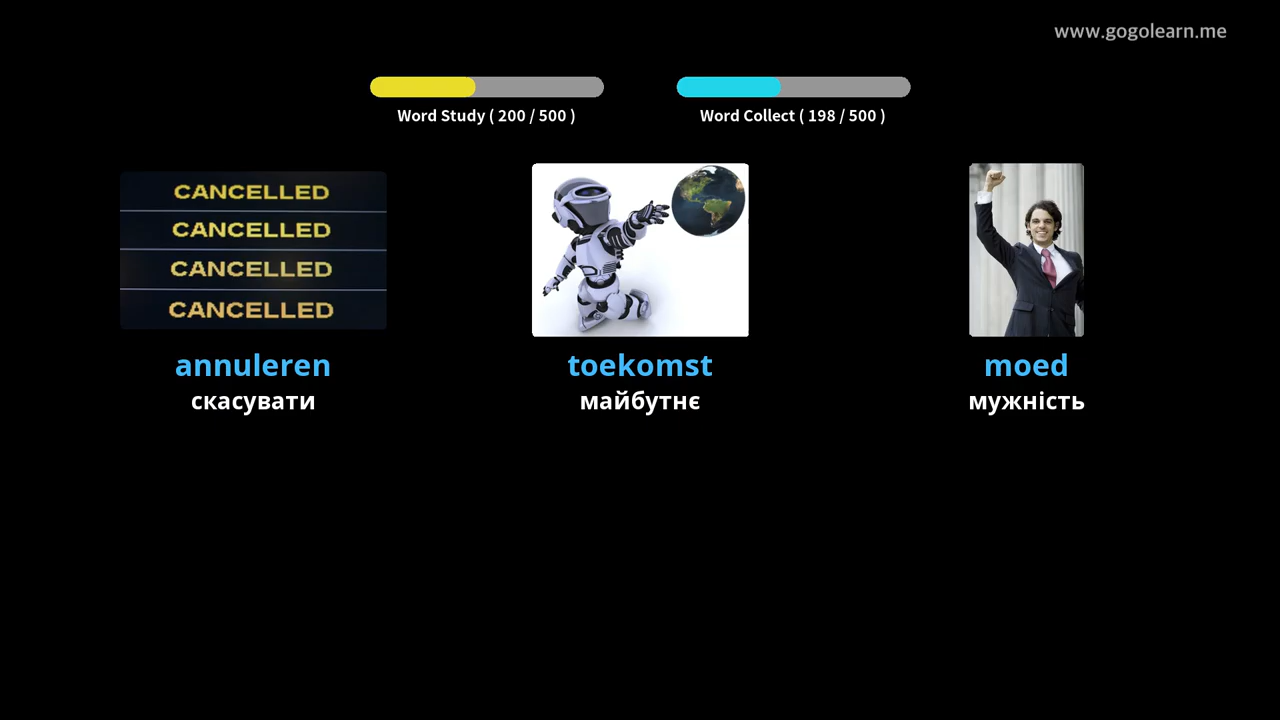 www.gogolearn.me
Word Study ( 200 / 500 )
Word Collect ( 198 / 500 )
CANCELLED
CANCELLED
CANCELLED
CANCELLED
annuleren
скасувати
toekomst
майбутнє
moed
мужність